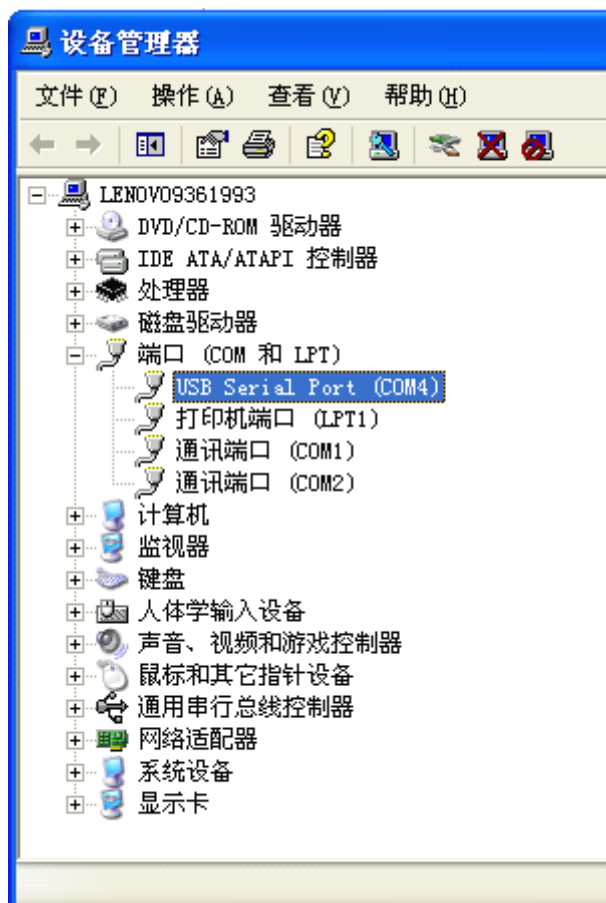 设备管理器
文件(F) 操作(A) 查看(V) 帮助(H)
LENOVO9361993
DVD/CD-ROM 驱动器
IDE ATA/ATAPI 控制器
处理器
磁盘驱动器
端口 (COM 和 LPT)
USB Serial Port (COM4)
打印机端口 (LPT1)
通讯端口 (COM1)
通讯端口 (COM2)
计算机
监视器
键盘
人体学输入设备
声音、视频和游戏控制器
鼠标和其它指针设备
通用串行总线控制器
网络适配器
系统设备
显示卡